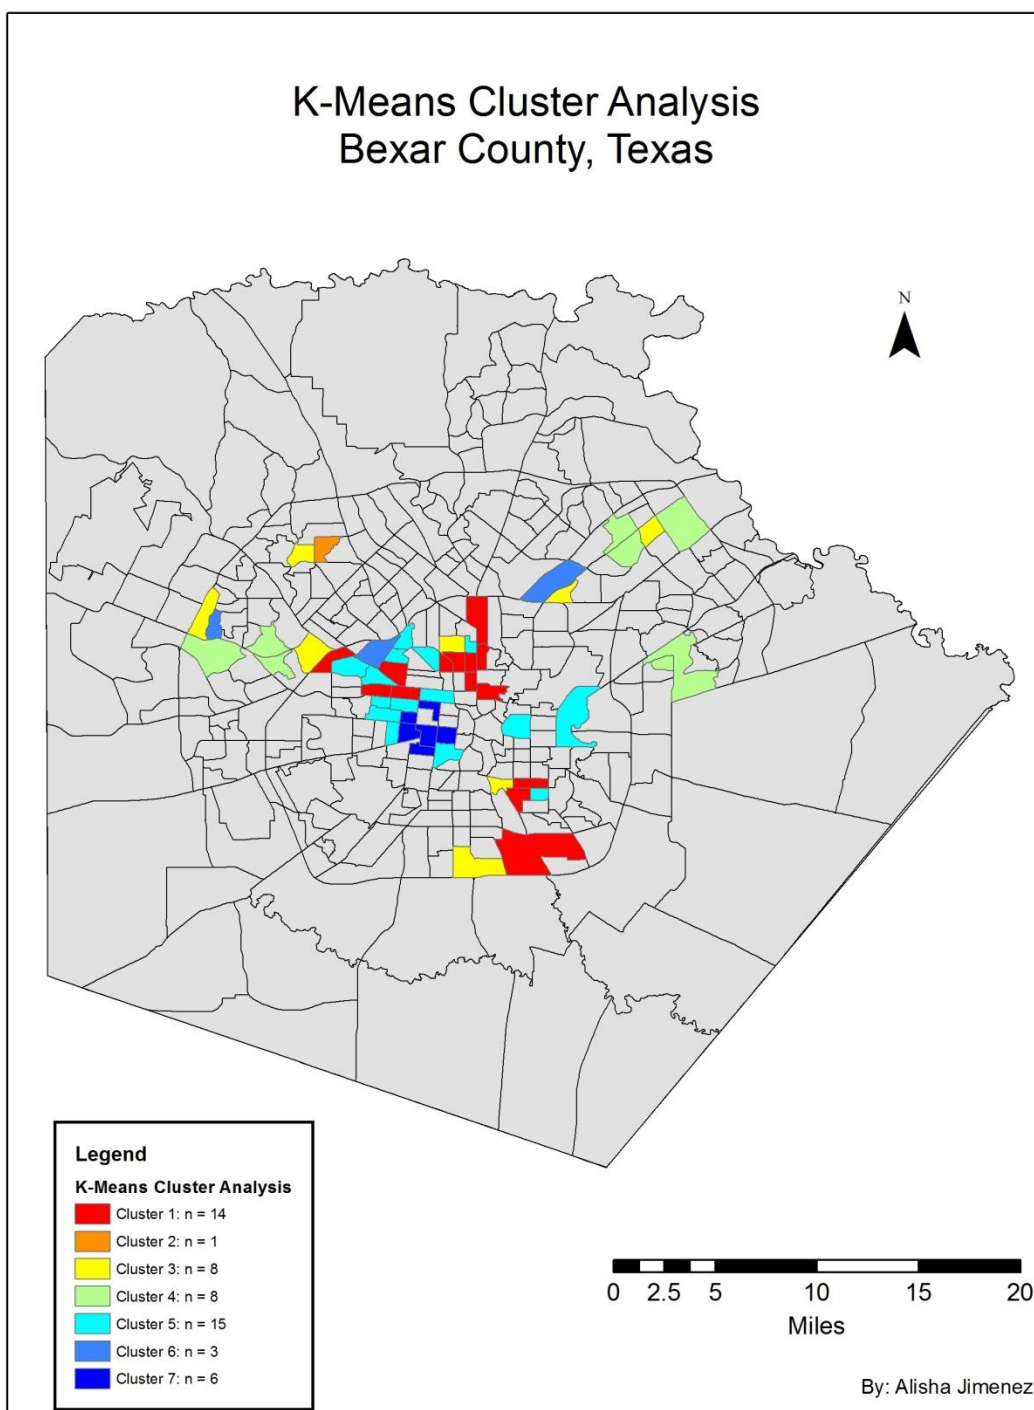 K-Means Cluster Analysis
Bexar County, Texas
N
Legend
K-Means Cluster Analysis
Cluster 1: n = 14
Cluster 2: n = 1
Cluster 3: n = 8
Cluster 4: n = 8
Cluster 5: n = 15
Cluster 6: n = 3
Cluster 7: n = 6
0 2.5 5 10 15 20
Miles
By: Alisha Jimenez